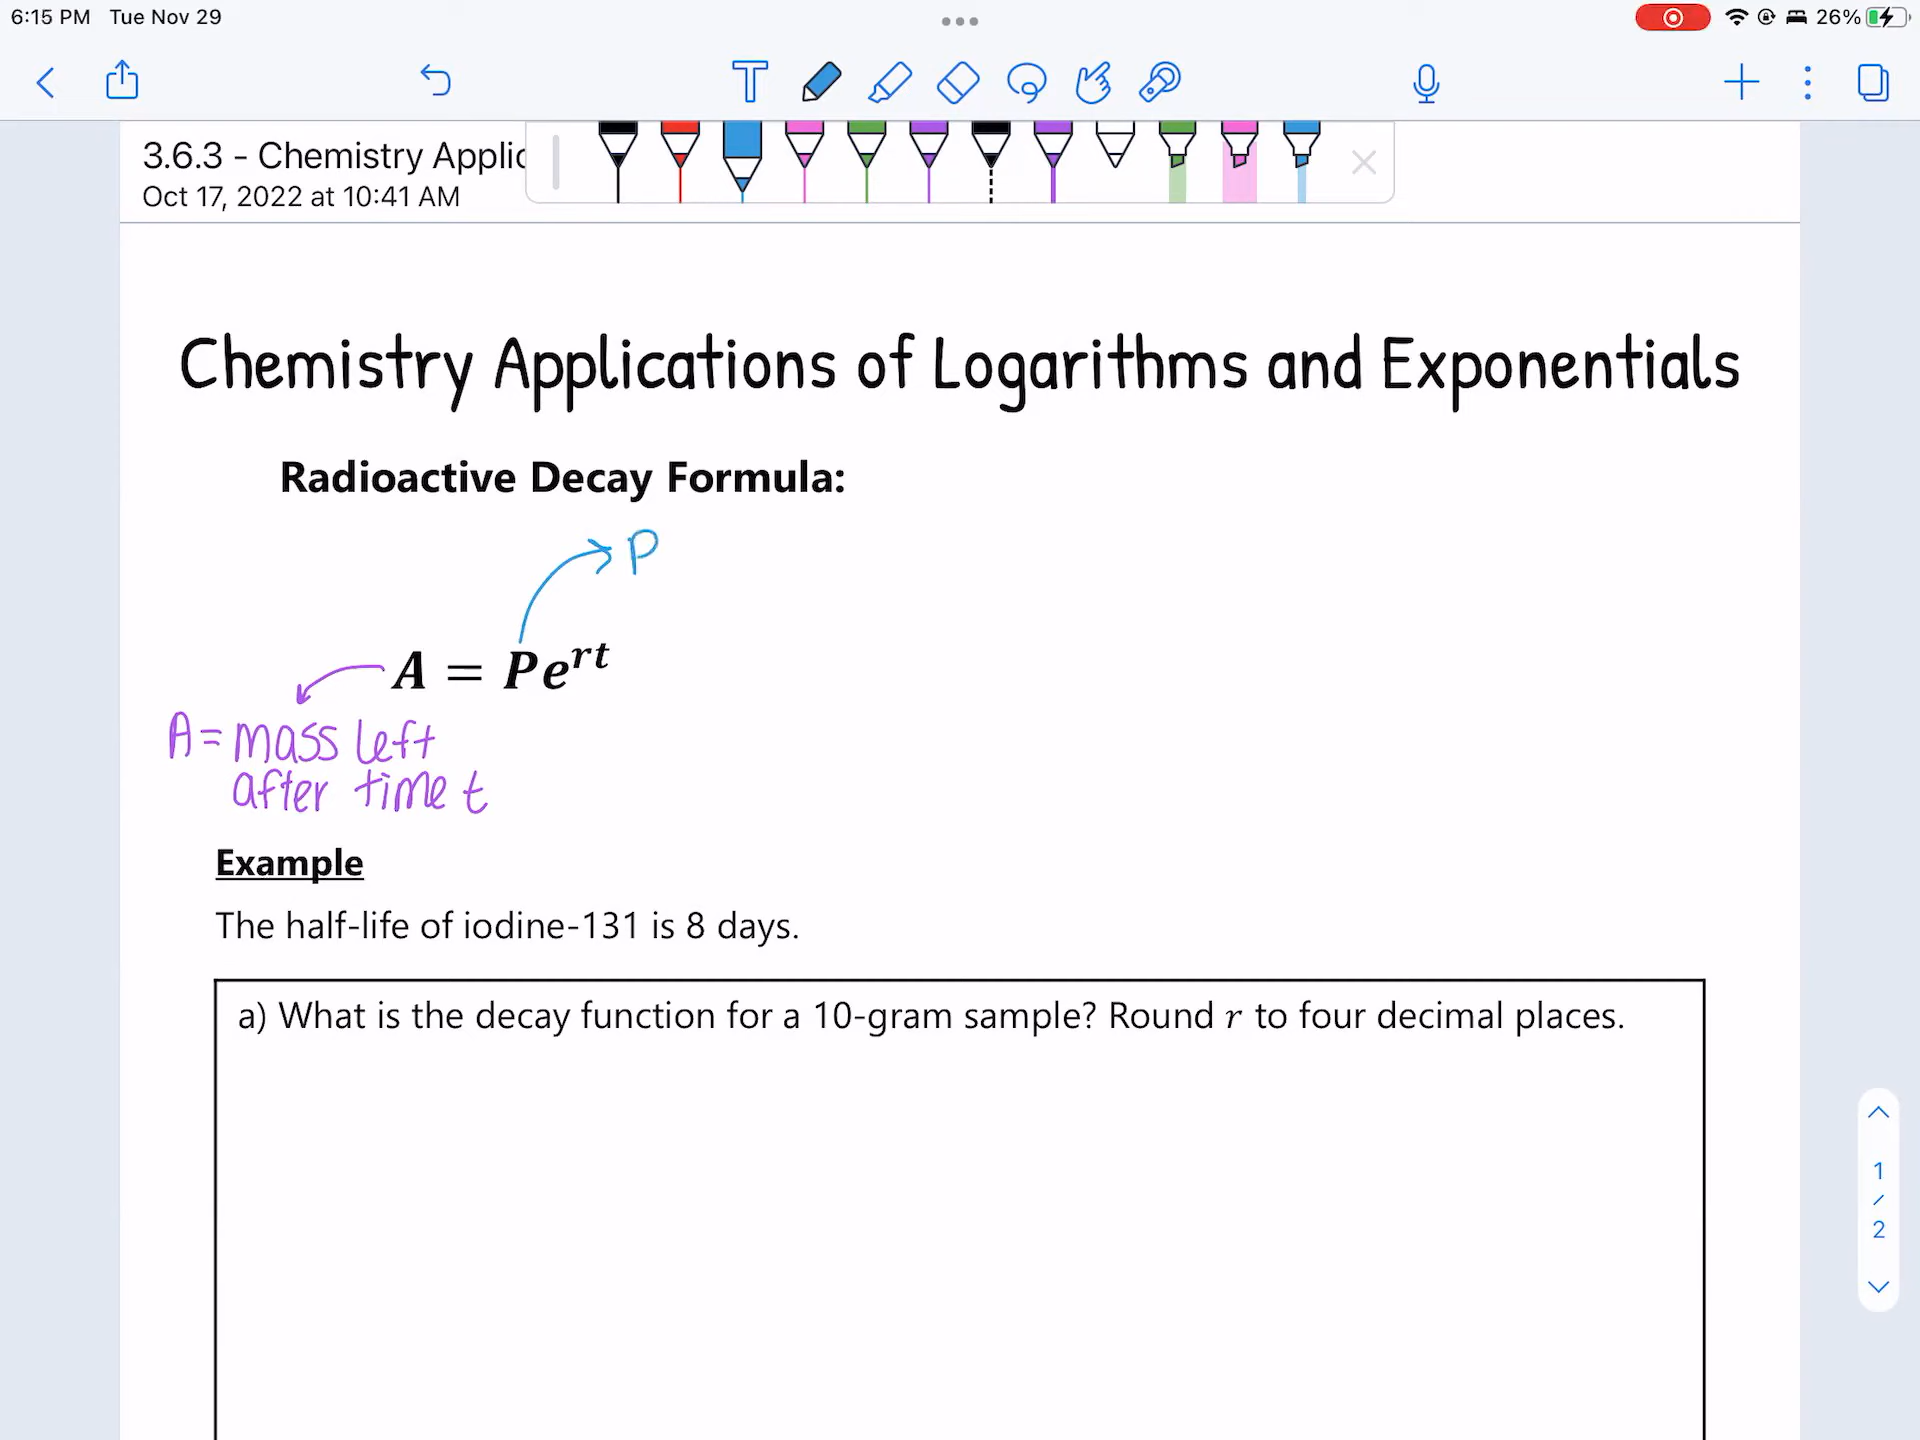 6:15 PM Tue Nov 29
26%
T
3.6.3 - Chemistry Applic
Oct 17, 2022 at 10:41 AM
Chemistry Applications of Logarithms and Exponentials
Radioactive Decay Formula:
P
A = Pe^{rt}
A = mass left
after time t
Example
The half-life of iodine-131 is 8 days.
a) What is the decay function for a 10-gram sample? Round r to four decimal places.
1
/
2